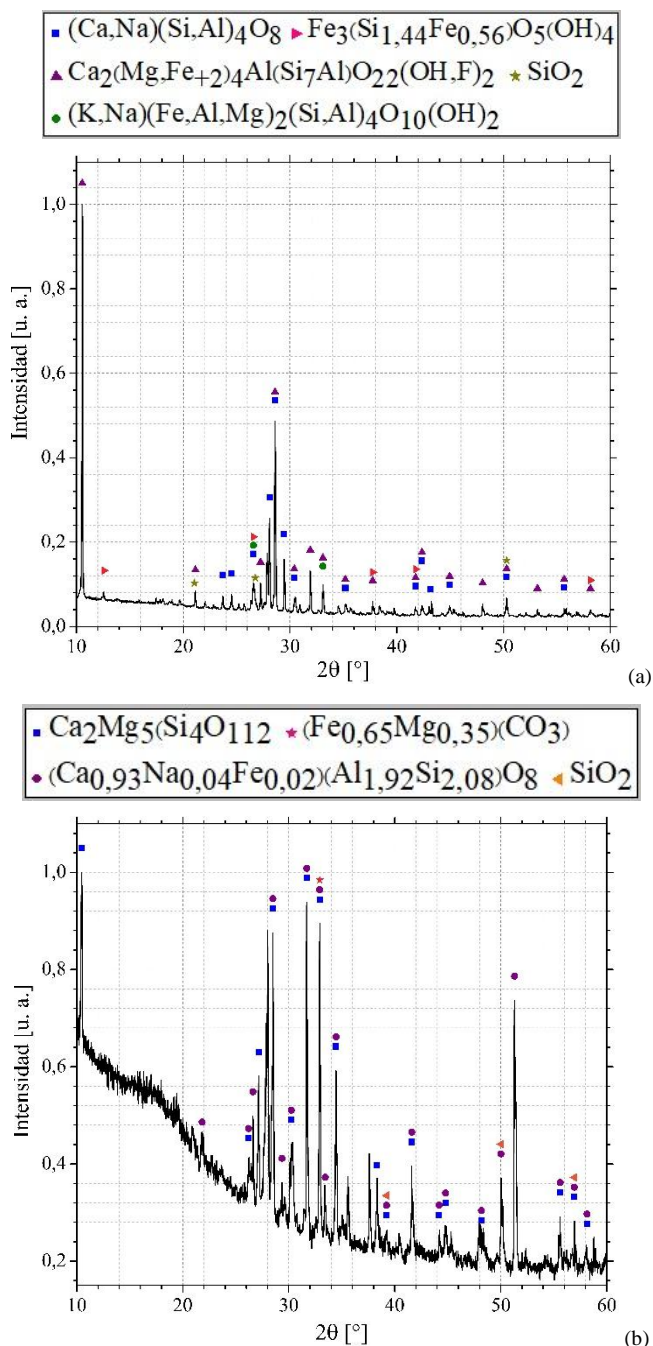 ■ (Ca,Na)(Si,Al)4O8 ► Fe3(Si1,44Fe0,56)O5(OH)4
▲ Ca2(Mg,Fe+2)4Al(Si7Al)O22(OH,F)2 ★ SiO2
● (K,Na)(Fe,Al,Mg)2(Si,Al)4O10(OH)2
1,0
0,8
0,6
0,4
0,2
0,0
Intensidad [u. a.]
10 20 30 40 50 60
2θ [°]
(a)
■ Ca2Mg5(Si4O112 ★ (Fe0,65Mg0,35)(CO3)
● (Ca0,93Na0,04Fe0,02)(Al1,92Si2,08)O8 ◄ SiO2
1,0
0,8
0,6
0,4
0,2
Intensidad [u. a.]
10 20 30 40 50 60
2θ [°]
(b)